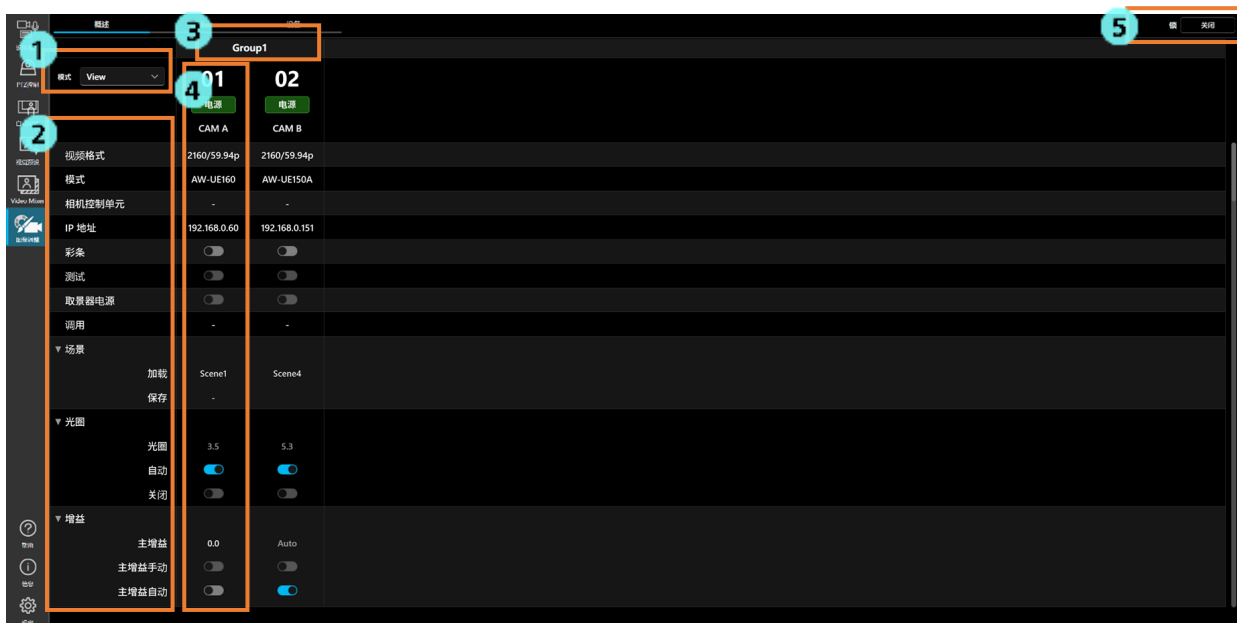 概述
3
5
锁 关闭
1
Group1
模式 View
4
01 02
电源 电源
CAM A CAM B
2
视频格式 2160/59.94p 2160/59.94p
模式 AW-UE160 AW-UE150A
Video Mixer
相机控制单元 - -
IP 地址 192.168.0.60 192.168.0.151
彩条
测试
取景器电源
调用 - -
▼ 场景
加载 Scene1 Scene4
保存 -
▼ 光圈
光圈 3.5 5.3
自动
关闭
▼ 增益
主增益 0.0 Auto
主增益手动
主增益自动